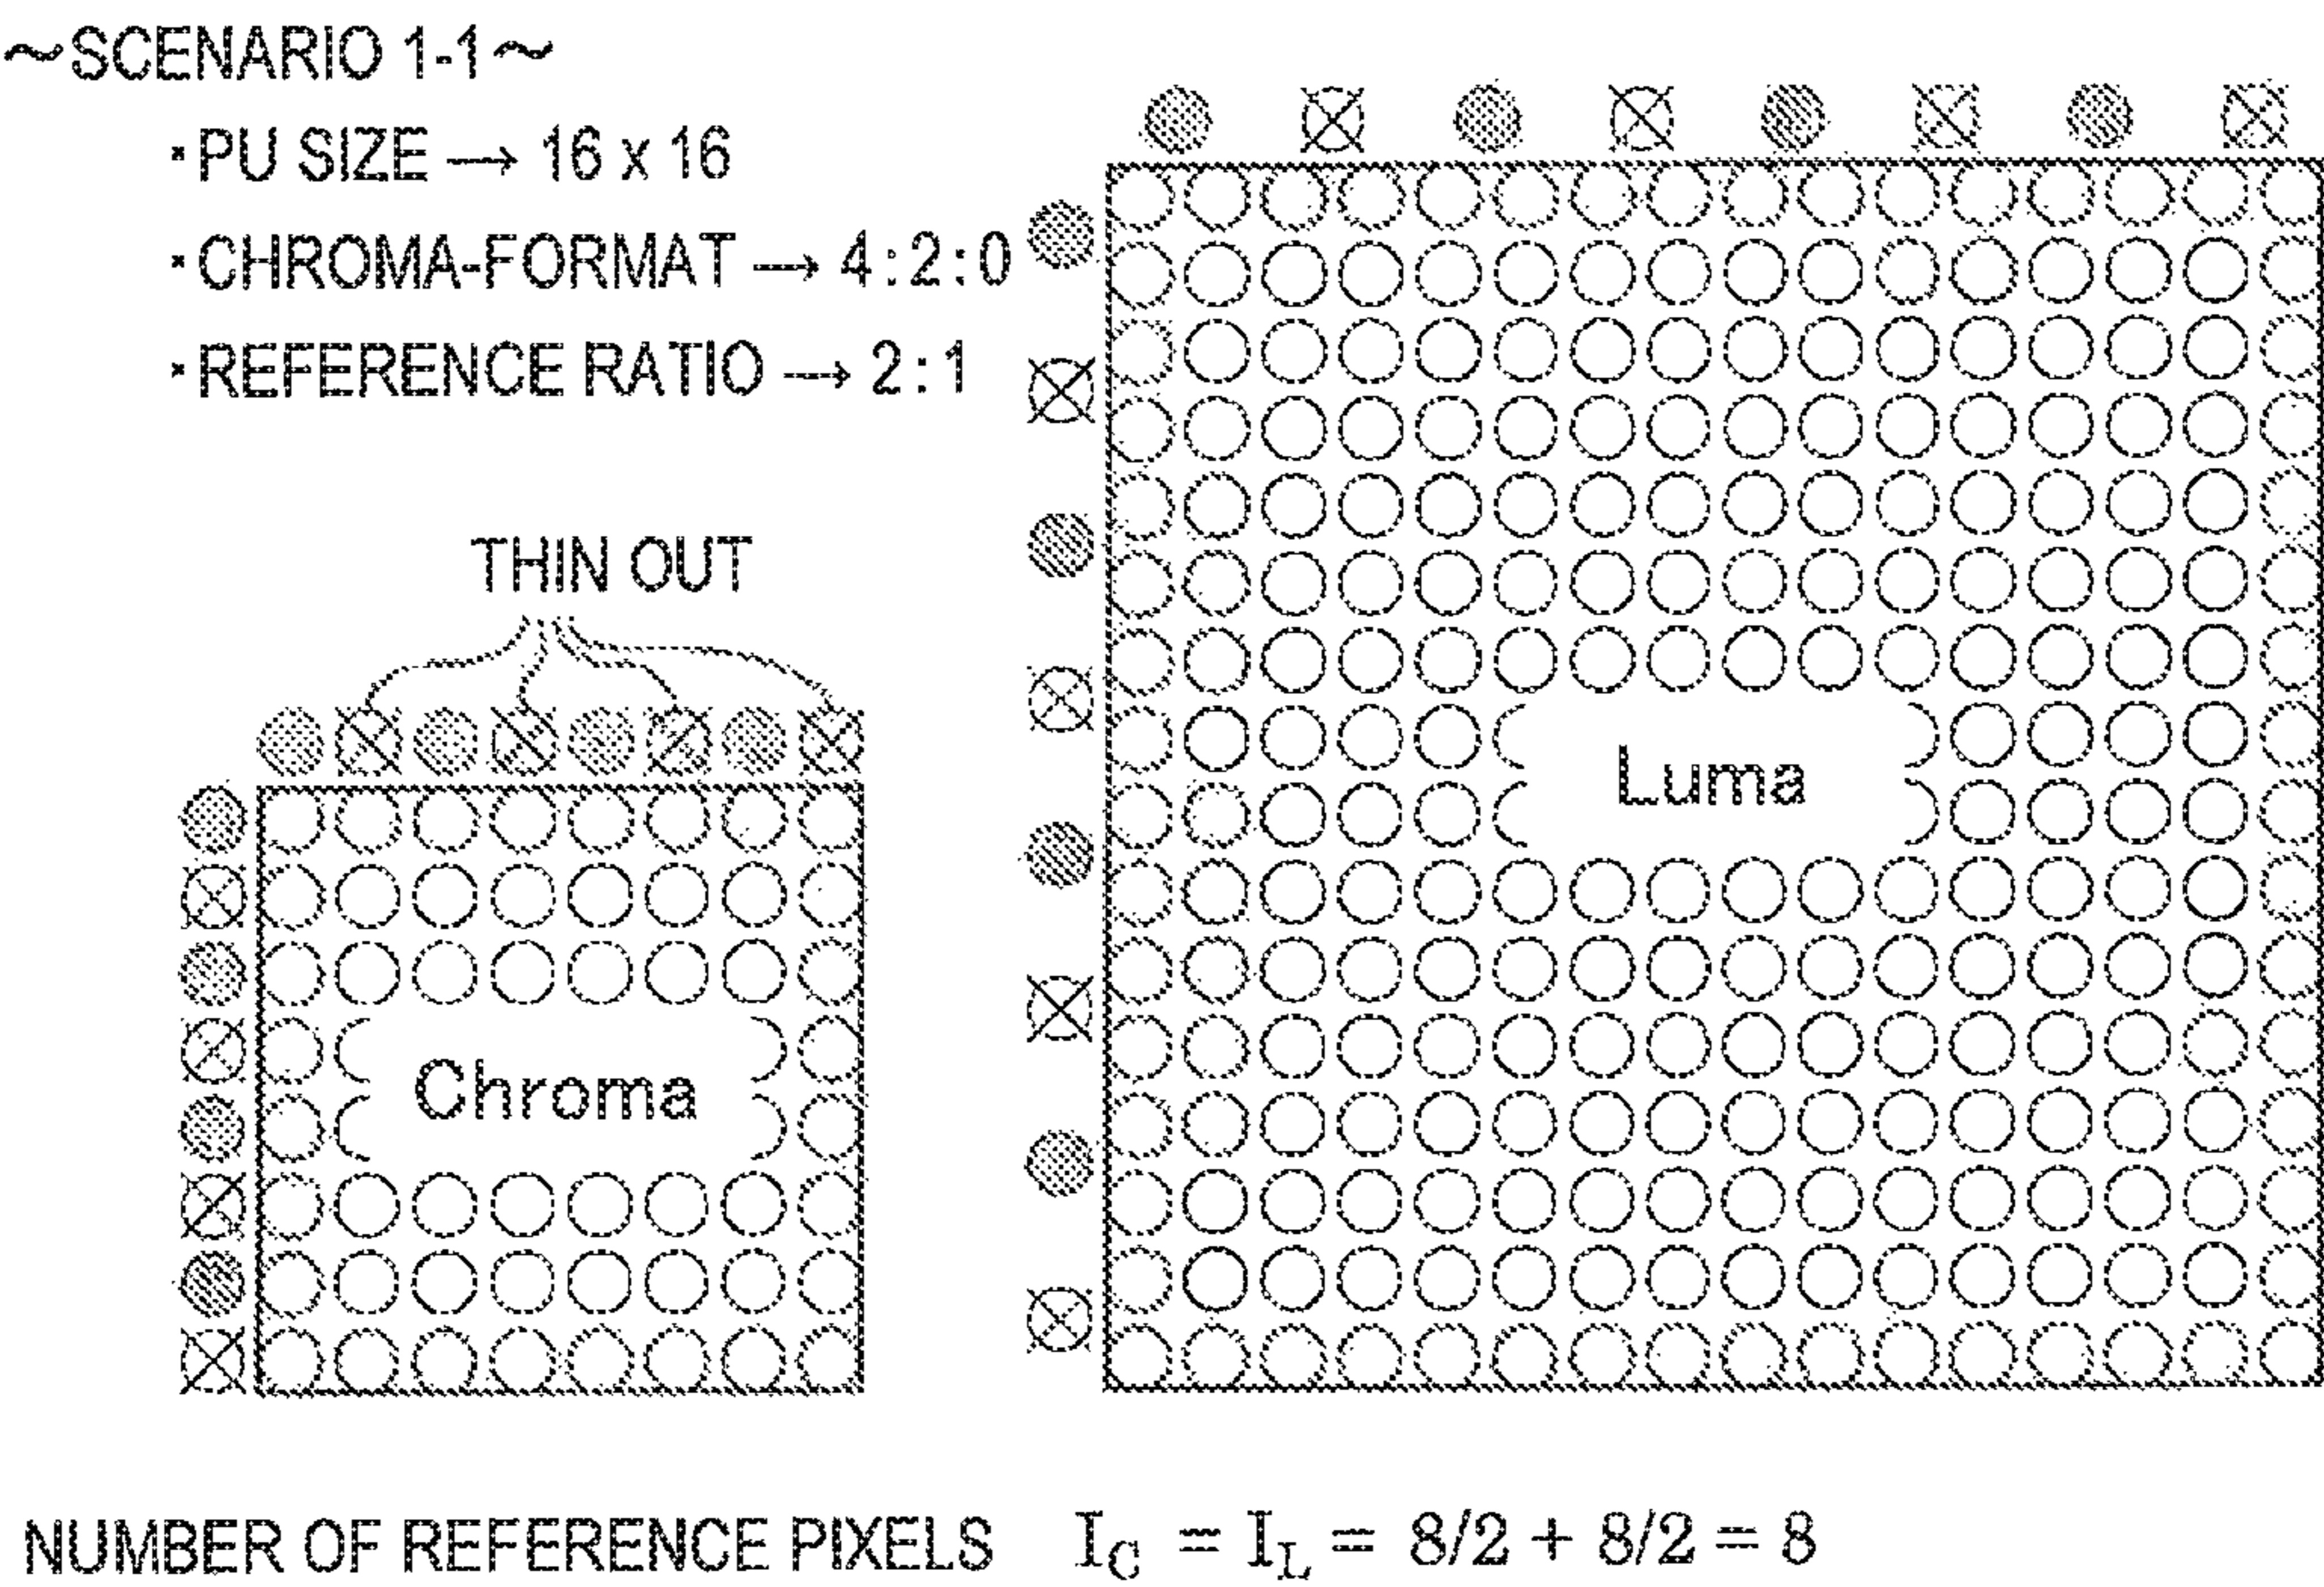 ~SCENARIO 1-1~
・PU SIZE → 16 x 16
・CHROMA-FORMAT → 4:2:0
・REFERENCE RATIO → 2:1
THIN OUT
Luma
Chroma
NUMBER OF REFERENCE PIXELS I_C = I_L = 8/2 + 8/2 = 8